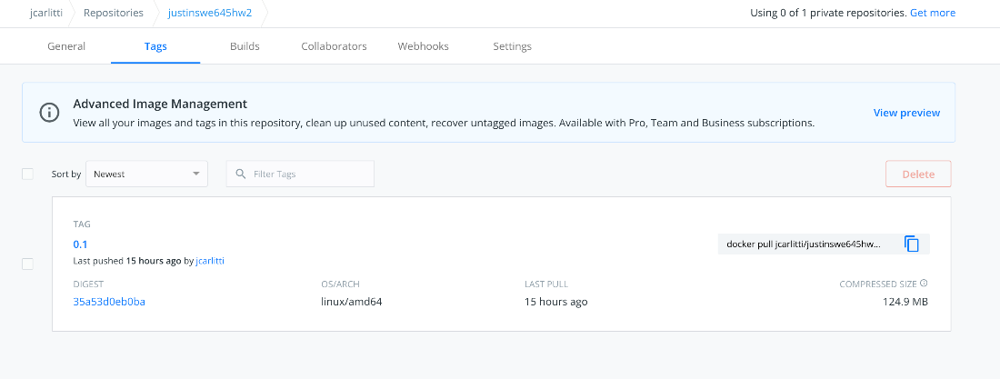 jcarlitti Repositories justinswe645hw2 Using 0 of 1 private repositories. Get more
General Tags Builds Collaborators Webhooks Settings
Advanced Image Management
View all your images and tags in this repository, clean up unused content, recover untagged images. Available with Pro, Team and Business subscriptions.
View preview
Sort by Newest Filter Tags Delete
TAG
0.1
docker pull jcarlitti/justinswe645hw...
Last pushed 15 hours ago by jcarlitti
DIGEST OS/ARCH LAST PULL COMPRESSED SIZE
35a53d0eb0ba linux/amd64 15 hours ago 124.9 MB